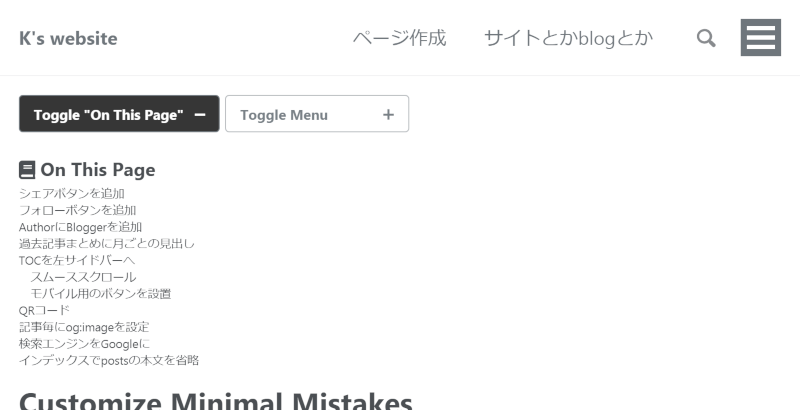 K's website ページ作成 サイトとかblogとか
Toggle "On This Page" Toggle Menu
On This Page
シェアボタンを追加
フォローボタンを追加
AuthorにBloggerを追加
過去記事まとめに月ごとの見出し
TOCを左サイドバーへ
スムーススクロール
モバイル用のボタンを設置
QRコード
記事毎にog:imageを設定
検索エンジンをGoogleに
インデックスでpostsの本文を省略
Customize Minimal Mistakes